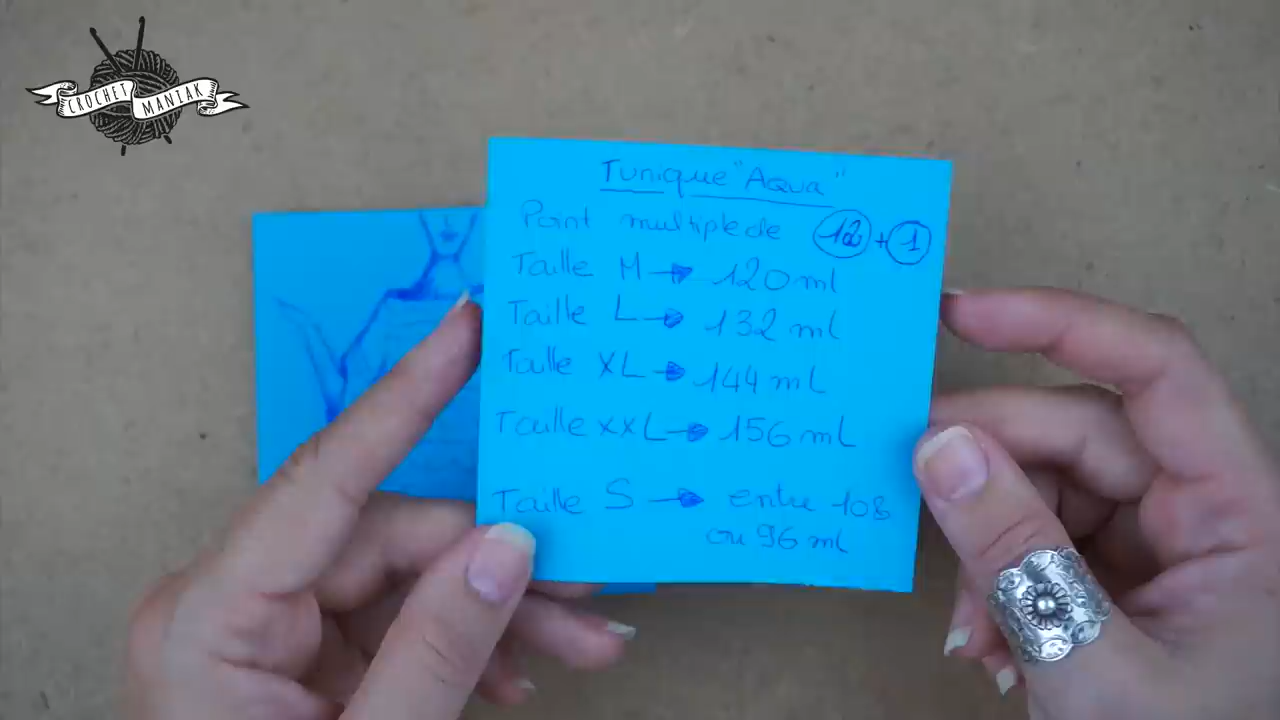 CROCHET MANIAK
Tunique "Aqua"
Point multiple de 12 + 1
Taille M → 120 ml
Taille L → 132 ml
Taille XL → 144 ml
Taille XXL → 156 ml
Taille S → entre 108
ou 96 ml